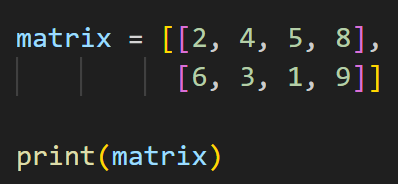 matrix = [[2, 4, 5, 8],
          [6, 3, 1, 9]]
print(matrix)